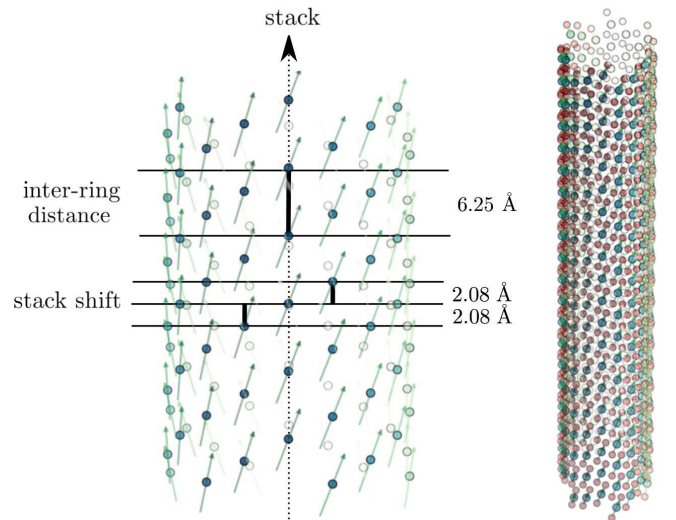 stack
inter-ring
distance
6.25 Å
stack shift
2.08 Å
2.08 Å